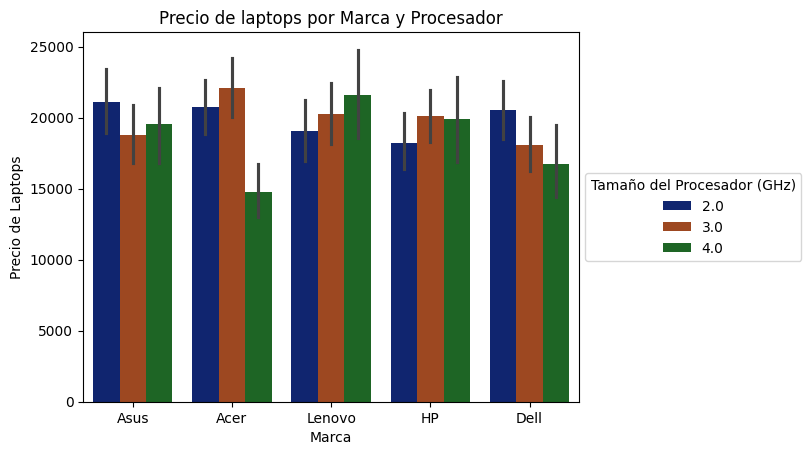 Precio de laptops por Marca y Procesador
Precio de Laptops
25000
20000
15000
10000
5000
0
Asus Acer Lenovo HP Dell
Marca
Tamaño del Procesador (GHz)
2.0
3.0
4.0